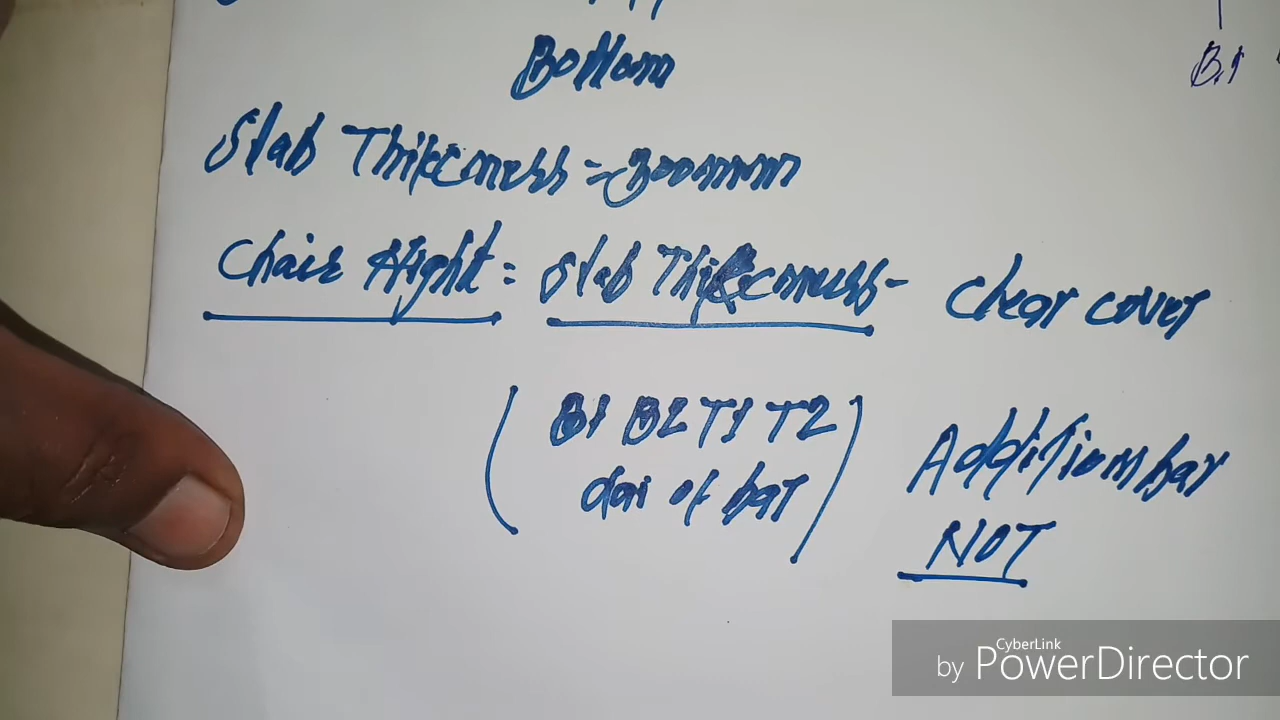 Bottom
B1
Slab Thikcness = 300mm
Chair Hight = Slab Thikcness - Clear cover
( B1 B2 T1 T2
dai of bar )
Addition bar
NOT
CyberLink
by PowerDirector